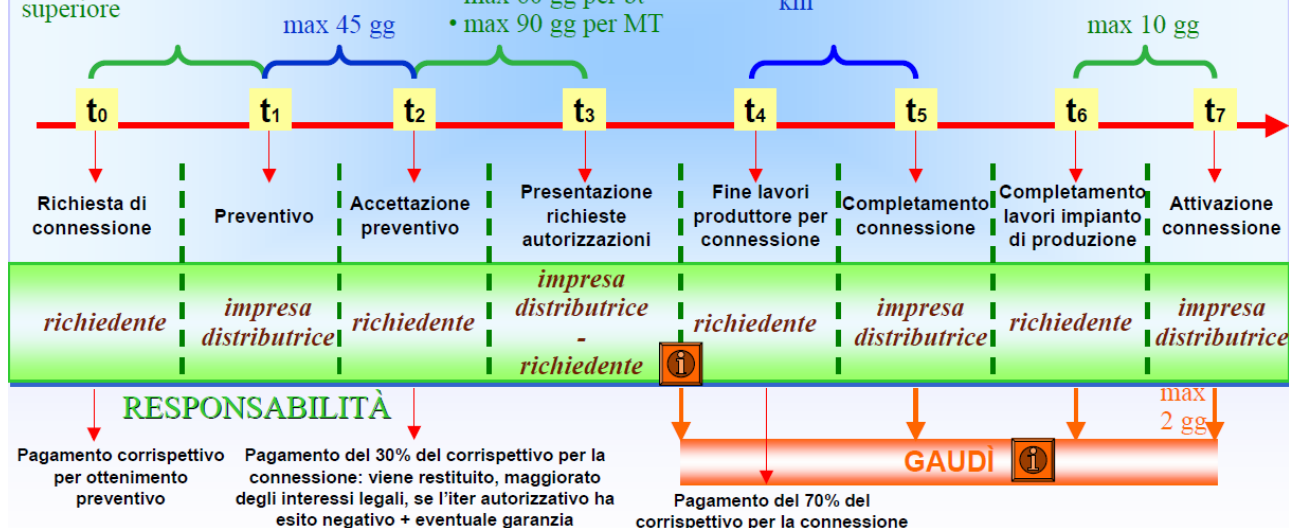 superiore
max 45 gg
• max 90 gg per MT
km
max 10 gg
t0
t1
t2
t3
t4
t5
t6
t7
Richiesta di
connessione
Preventivo
Accettazione
preventivo
Presentazione
richieste
autorizzazioni
Fine lavori
produttore per
connessione
Completamento
connessione
Completamento
lavori impianto
di produzione
Attivazione
connessione
richiedente
impresa
distributrice
richiedente
impresa
distributrice
-
richiedente
richiedente
impresa
distributrice
richiedente
impresa
distributrice
i
RESPONSABILITÀ
max
2 gg
GAUDÌ
i
Pagamento corrispettivo
per ottenimento
preventivo
Pagamento del 30% del corrispettivo per la
connessione: viene restituito, maggiorato
degli interessi legali, se l'iter autorizzativo ha
esito negativo + eventuale garanzia
Pagamento del 70% del
corrispettivo per la connessione